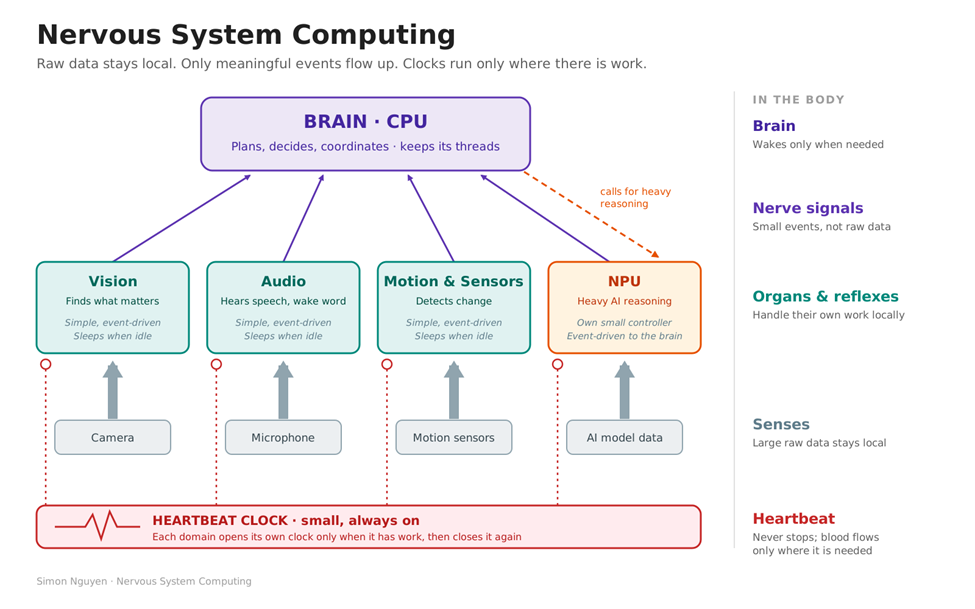 Nervous System Computing
Raw data stays local. Only meaningful events flow up. Clocks run only where there is work.
BRAIN · CPU
Plans, decides, coordinates · keeps its threads
calls for heavy
reasoning
Vision
Finds what matters
Simple, event-driven
Sleeps when idle
Audio
Hears speech, wake word
Simple, event-driven
Sleeps when idle
Motion & Sensors
Detects change
Simple, event-driven
Sleeps when idle
NPU
Heavy AI reasoning
Own small controller
Event-driven to the brain
Camera
Microphone
Motion sensors
AI model data
HEARTBEAT CLOCK · small, always on
Each domain opens its own clock only when it has work, then closes it again
IN THE BODY
Brain
Wakes only when needed
Nerve signals
Small events, not raw data
Organs & reflexes
Handle their own work locally
Senses
Large raw data stays local
Heartbeat
Never stops; blood flows
only where it is needed
Simon Nguyen · Nervous System Computing